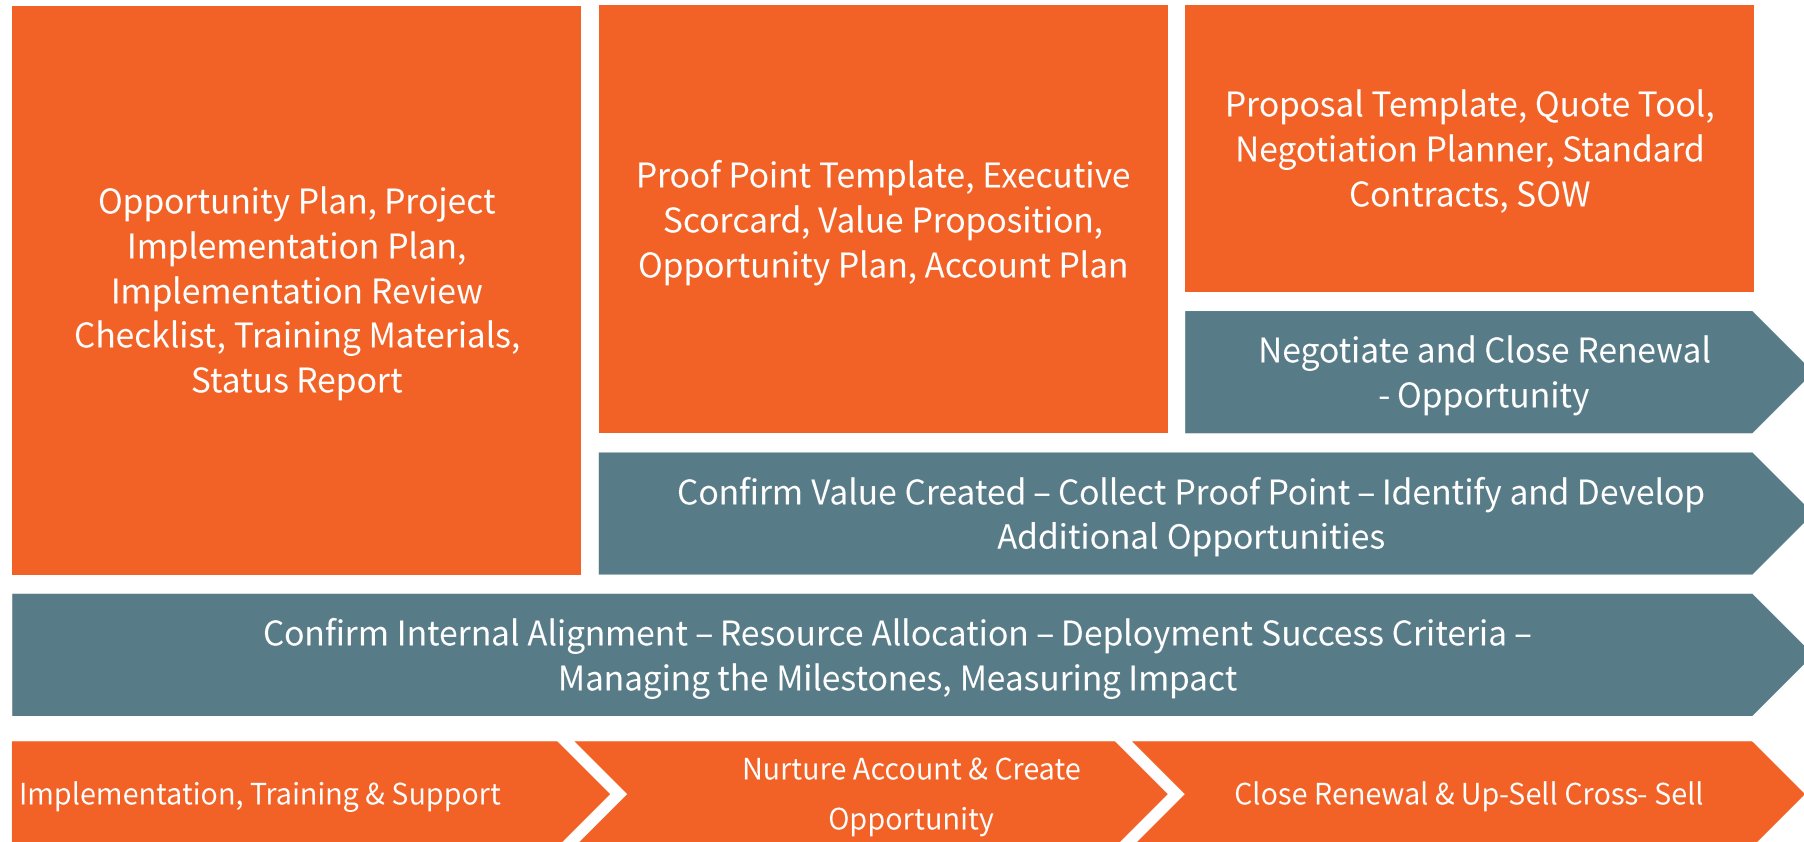 Opportunity Plan, Project
Implementation Plan,
Implementation Review
Checklist, Training Materials,
Status Report
Proof Point Template, Executive
Scorcard, Value Proposition,
Opportunity Plan, Account Plan
Proposal Template, Quote Tool,
Negotiation Planner, Standard
Contracts, SOW
Negotiate and Close Renewal
- Opportunity
Confirm Value Created – Collect Proof Point – Identify and Develop
Additional Opportunities
Confirm Internal Alignment – Resource Allocation – Deployment Success Criteria –
Managing the Milestones, Measuring Impact
Implementation, Training & Support
Nurture Account & Create
Opportunity
Close Renewal & Up-Sell Cross- Sell